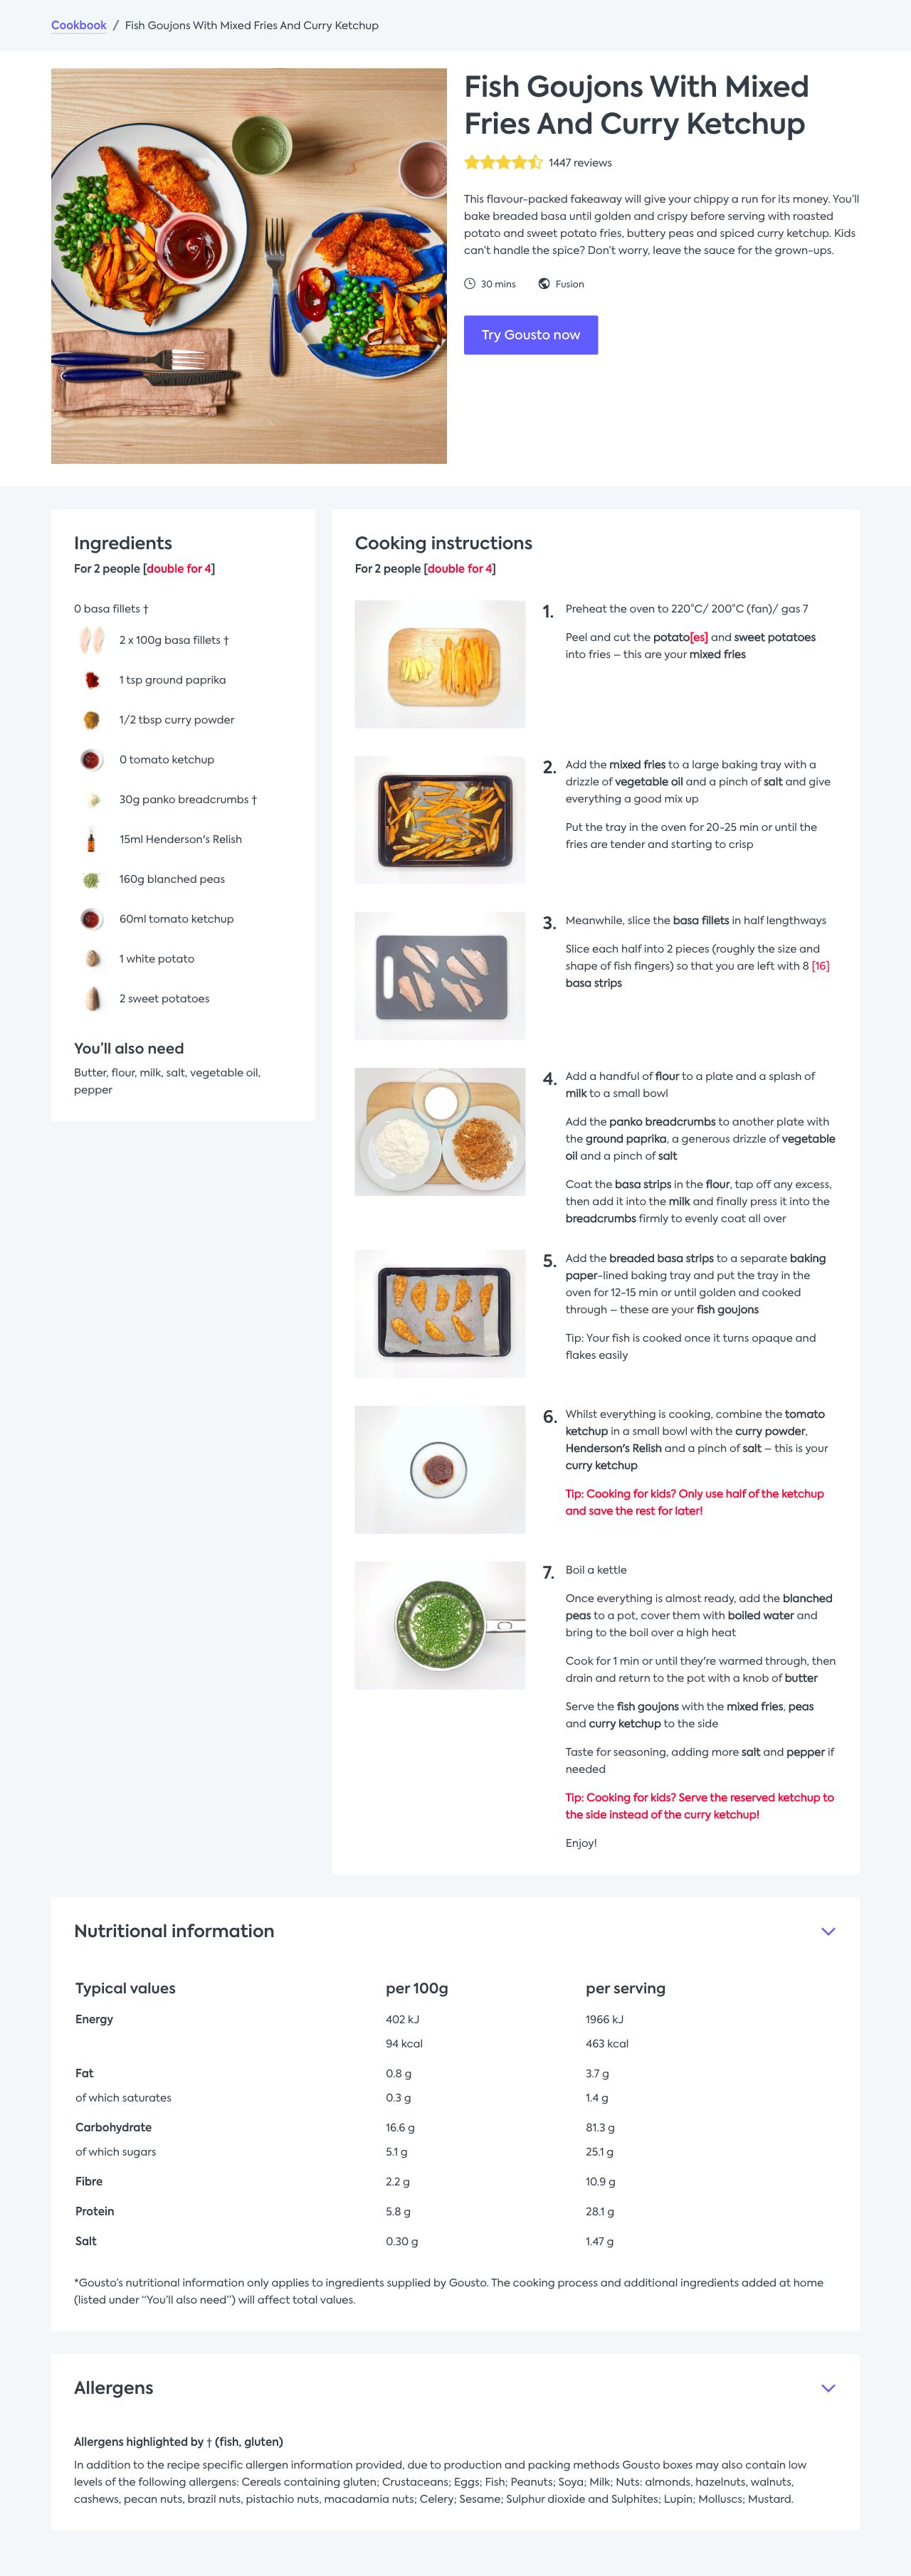 Cookbook / Fish Goujons With Mixed Fries And Curry Ketchup
Fish Goujons With Mixed
Fries And Curry Ketchup
1447 reviews
This flavour-packed fakeaway will give your chippy a run for its money. You’ll
bake breaded basa until golden and crispy before serving with roasted
potato and sweet potato fries, buttery peas and spiced curry ketchup. Kids
can’t handle the spice? Don’t worry, leave the sauce for the grown-ups.
30 mins Fusion
Try Gousto now
Ingredients
For 2 people [double for 4]
0 basa fillets †
2 x 100g basa fillets †
1 tsp ground paprika
1/2 tbsp curry powder
0 tomato ketchup
30g panko breadcrumbs †
15ml Henderson's Relish
160g blanched peas
60ml tomato ketchup
1 white potato
2 sweet potatoes
You’ll also need
Butter, flour, milk, salt, vegetable oil,
pepper
Cooking instructions
For 2 people [double for 4]
1. Preheat the oven to 220°C/ 200°C (fan)/ gas 7
Peel and cut the potato[es] and sweet potatoes
into fries – this are your mixed fries
2. Add the mixed fries to a large baking tray with a
drizzle of vegetable oil and a pinch of salt and give
everything a good mix up
Put the tray in the oven for 20-25 min or until the
fries are tender and starting to crisp
3. Meanwhile, slice the basa fillets in half lengthways
Slice each half into 2 pieces (roughly the size and
shape of fish fingers) so that you are left with 8 [16]
basa strips
4. Add a handful of flour to a plate and a splash of
milk to a small bowl
Add the panko breadcrumbs to another plate with
the ground paprika, a generous drizzle of vegetable
oil and a pinch of salt
Coat the basa strips in the flour, tap off any excess,
then add it into the milk and finally press it into the
breadcrumbs firmly to evenly coat all over
5. Add the breaded basa strips to a separate baking
paper-lined baking tray and put the tray in the
oven for 12-15 min or until golden and cooked
through – these are your fish goujons
Tip: Your fish is cooked once it turns opaque and
flakes easily
6. Whilst everything is cooking, combine the tomato
ketchup in a small bowl with the curry powder,
Henderson's Relish and a pinch of salt – this is your
curry ketchup
Tip: Cooking for kids? Only use half of the ketchup
and save the rest for later!
7. Boil a kettle
Once everything is almost ready, add the blanched
peas to a pot, cover them with boiled water and
bring to the boil over a high heat
Cook for 1 min or until they're warmed through, then
drain and return to the pot with a knob of butter
Serve the fish goujons with the mixed fries, peas
and curry ketchup to the side
Taste for seasoning, adding more salt and pepper if
needed
Tip: Cooking for kids? Serve the reserved ketchup to
the side instead of the curry ketchup!
Enjoy!
Nutritional information
Typical values per 100g per serving
Energy 402 kJ 1966 kJ
94 kcal 463 kcal
Fat 0.8 g 3.7 g
of which saturates 0.3 g 1.4 g
Carbohydrate 16.6 g 81.3 g
of which sugars 5.1 g 25.1 g
Fibre 2.2 g 10.9 g
Protein 5.8 g 28.1 g
Salt 0.30 g 1.47 g
*Gousto’s nutritional information only applies to ingredients supplied by Gousto. The cooking process and additional ingredients added at home
(listed under “You’ll also need”) will affect total values.
Allergens
Allergens highlighted by † (fish, gluten)
In addition to the recipe specific allergen information provided, due to production and packing methods Gousto boxes may also contain low
levels of the following allergens: Cereals containing gluten; Crustaceans; Eggs; Fish; Peanuts; Soya; Milk; Nuts: almonds, hazelnuts, walnuts,
cashews, pecan nuts, brazil nuts, pistachio nuts, macadamia nuts; Celery; Sesame; Sulphur dioxide and Sulphites; Lupin; Molluscs; Mustard.